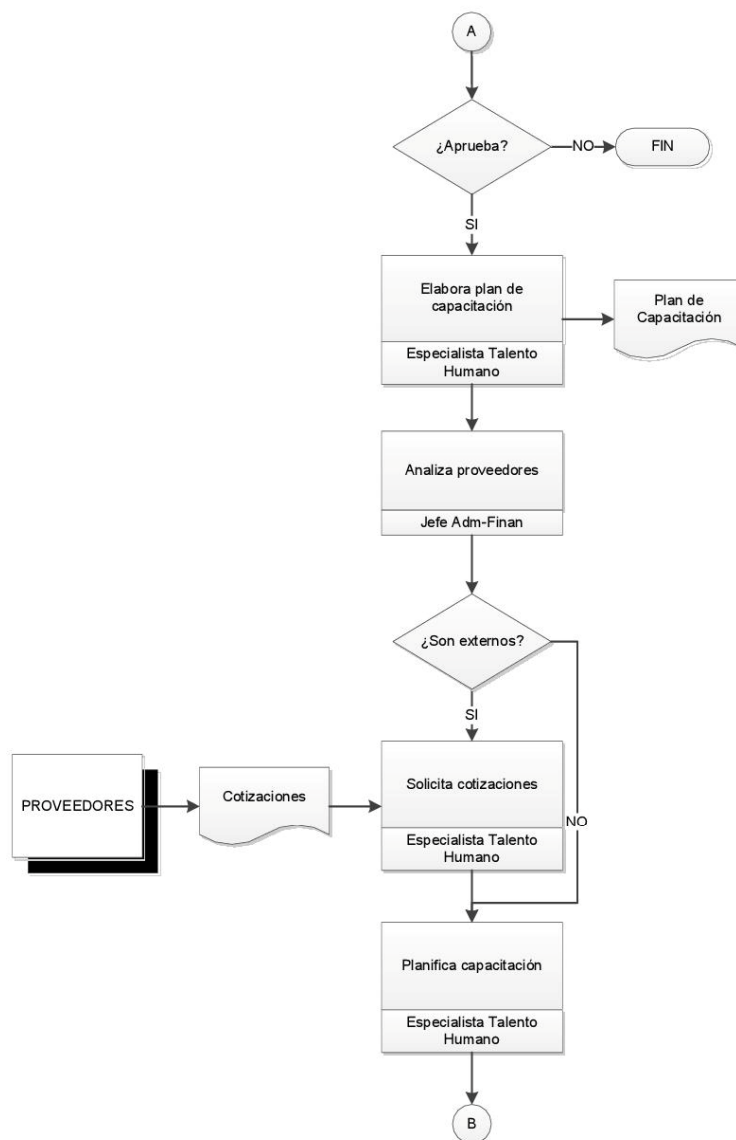 A
¿Aprueba?
NO
FIN
SI
Elabora plan de
capacitación
Especialista Talento
Humano
Plan de
Capacitación
Analiza proveedores
Jefe Adm-Finan
¿Son externos?
SI
PROVEEDORES
Cotizaciones
Solicita cotizaciones
Especialista Talento
Humano
NO
Planifica capacitación
Especialista Talento
Humano
B